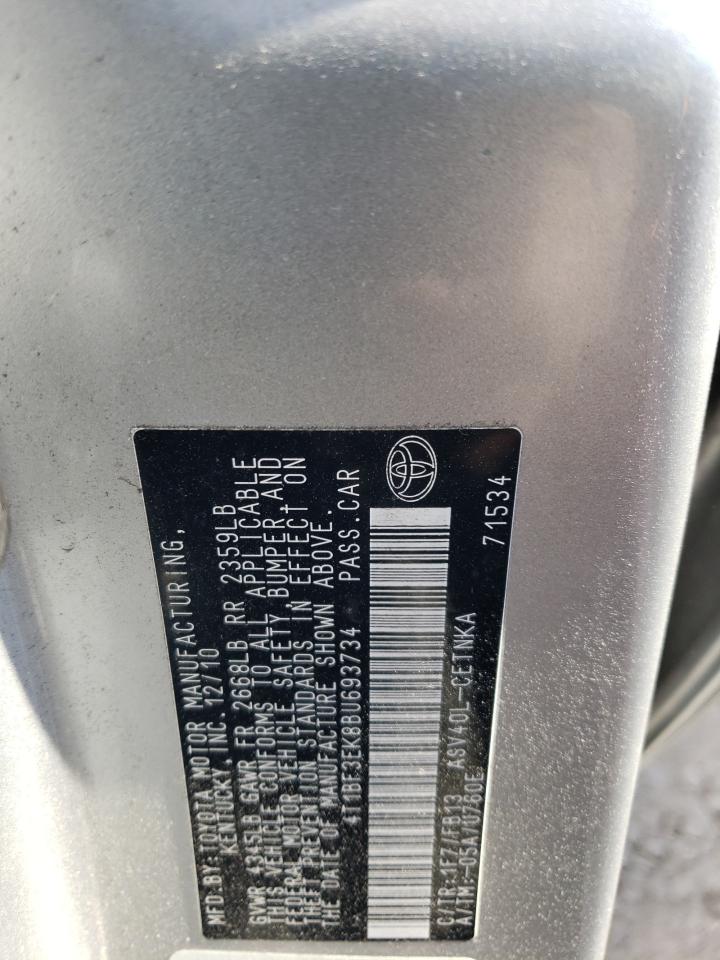 MFD. BY: TOYOTA MOTOR MANUFACTURING,
KENTUCKY, INC. 12/10
GVWR 4345LB GAWR FR 2668LB RR 2359LB
THIS VEHICLE CONFORMS TO ALL APPLICABLE
FEDERAL MOTOR VEHICLE SAFETY, BUMPER, AND
THEFT PREVENTION STANDARDS IN EFFECT ON
THE DATE OF MANUFACTURE SHOWN ABOVE.
4T1BF3EK8BU693734 PASS.CAR
C/TR:1F7/FB13 ASV40L-CETNKA
A/TM:-05A/U760E 71534